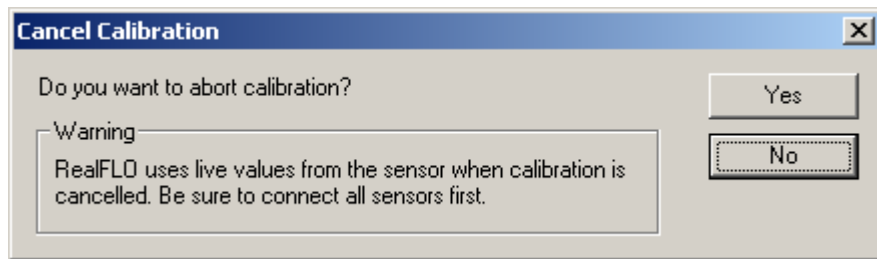 Cancel Calibration
Do you want to abort calibration?
Yes
Warning
No
RealFLO uses live values from the sensor when calibration is
cancelled. Be sure to connect all sensors first.